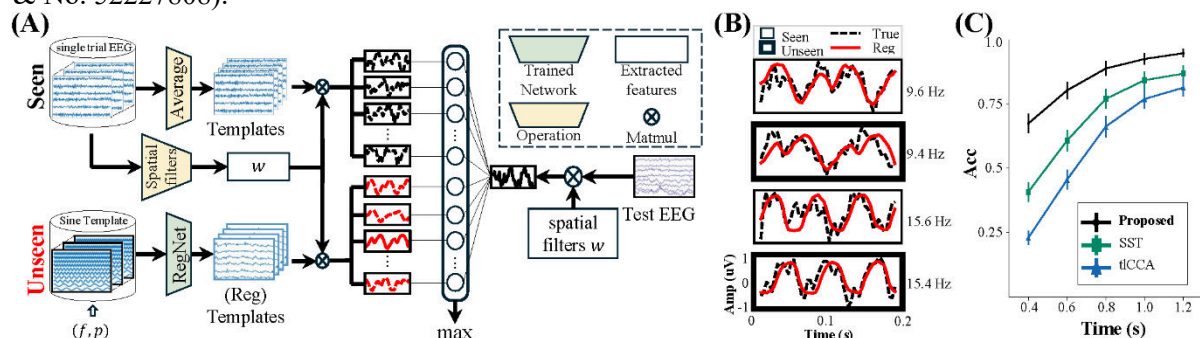 & No. 52227808).
(A)
Seen
single trial EEG
Average
Templates
Spatial
filters
w
Unseen
Sine Template
(f,p)
RegNet
(Reg)
Templates
max
Trained
Network
Extracted
features
Operation
Matmul
Test EEG
spatial
filters w
(B)
Seen
Unseen
True
Reg
9.6 Hz
9.4 Hz
15.6 Hz
15.4 Hz
Amp (uV)
1
0
-1
0
0.1
0.2
Time (s)
(C)
Acc
1.0
0.75
0.50
0.25
Proposed
SST
tlCCA
0.4 0.6 0.8 1.0 1.2
Time (s)